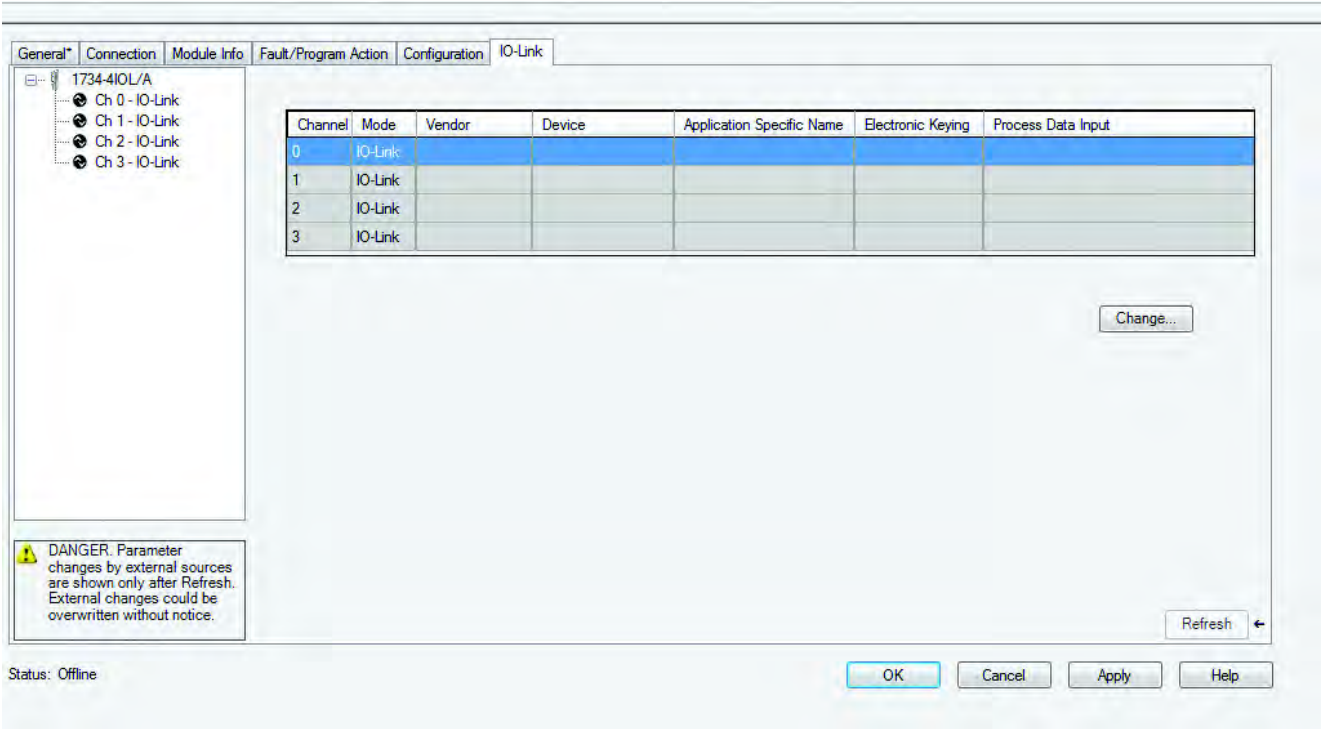 General* Connection Module Info Fault/Program Action Configuration IO-Link
1734-4IOL/A
Ch 0 - IO-Link
Ch 1 - IO-Link
Ch 2 - IO-Link
Ch 3 - IO-Link
Channel Mode Vendor Device Application Specific Name Electronic Keying Process Data Input
0 IO-Link
1 IO-Link
2 IO-Link
3 IO-Link
Change...
DANGER. Parameter
changes by external sources
are shown only after Refresh.
External changes could be
overwritten without notice.
Refresh
Status: Offline
OK Cancel Apply Help